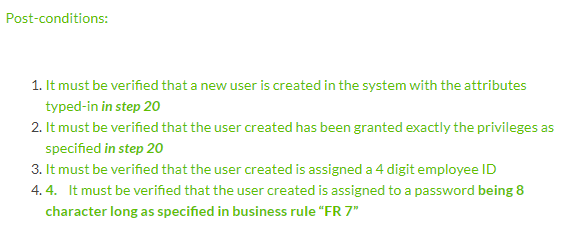 Post-conditions:
1. It must be verified that a new user is created in the system with the attributes
typed-in in step 20
2. It must be verified that the user created has been granted exactly the privileges as
specified in step 20
3. It must be verified that the user created is assigned a 4 digit employee ID
4. 4. It must be verified that the user created is assigned to a password being 8
character long as specified in business rule “FR 7”